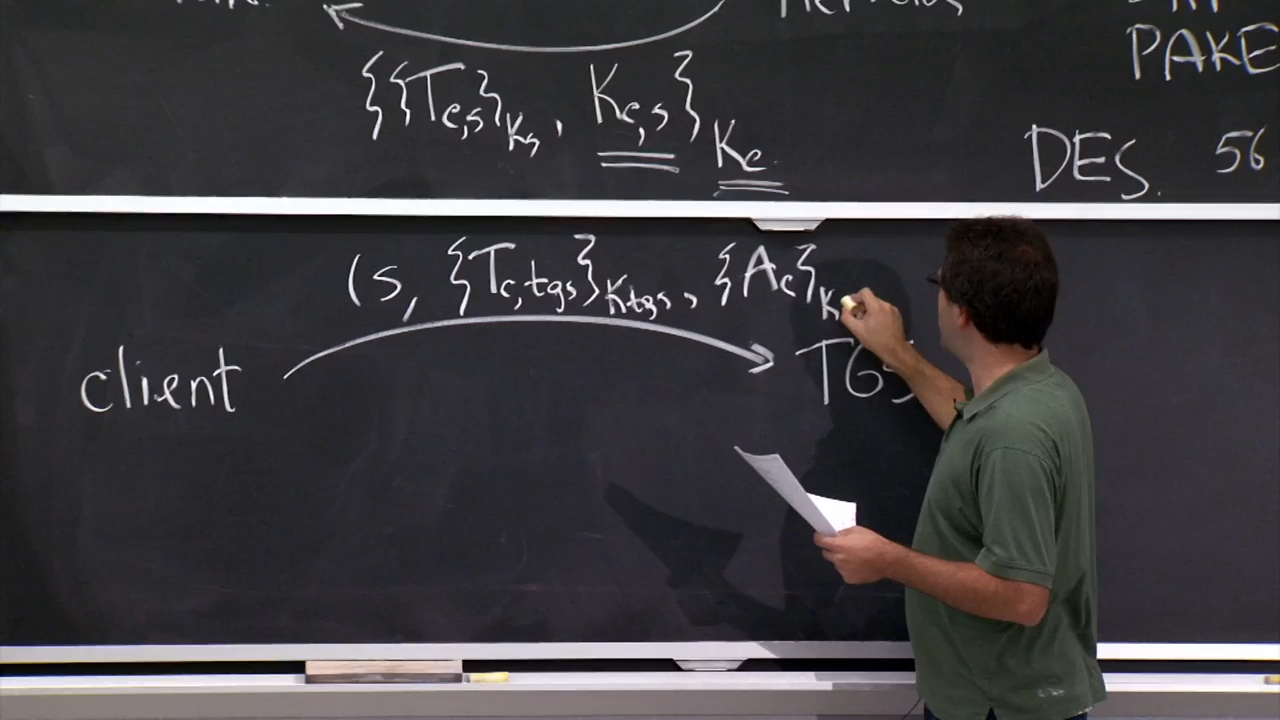 PAKE
{{Tc,s}Ks, Kc,s}Kc
DES. 56
(s, {Tc,tgs}Ktgs, {Ac}K
client
TGS